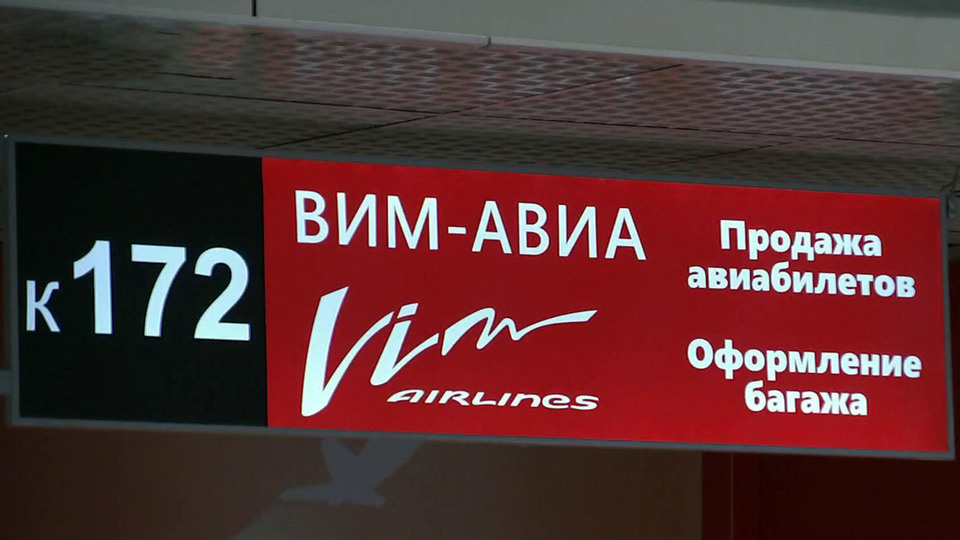 к 172
ВИМ-АВИА
Vim
AIRLINES
Продажа
авиабилетов
Оформление
багажа